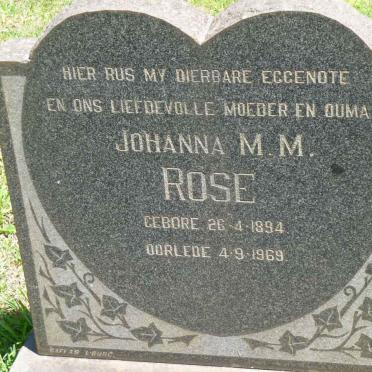 HIER RUS MY DIERBARE EGGENOTE
EN ONS LIEFDEVOLLE MOEDER EN OUMA
JOHANNA M.M.
ROSE
GEBORE 26-4-1894
OORLEDE 4-9-1969